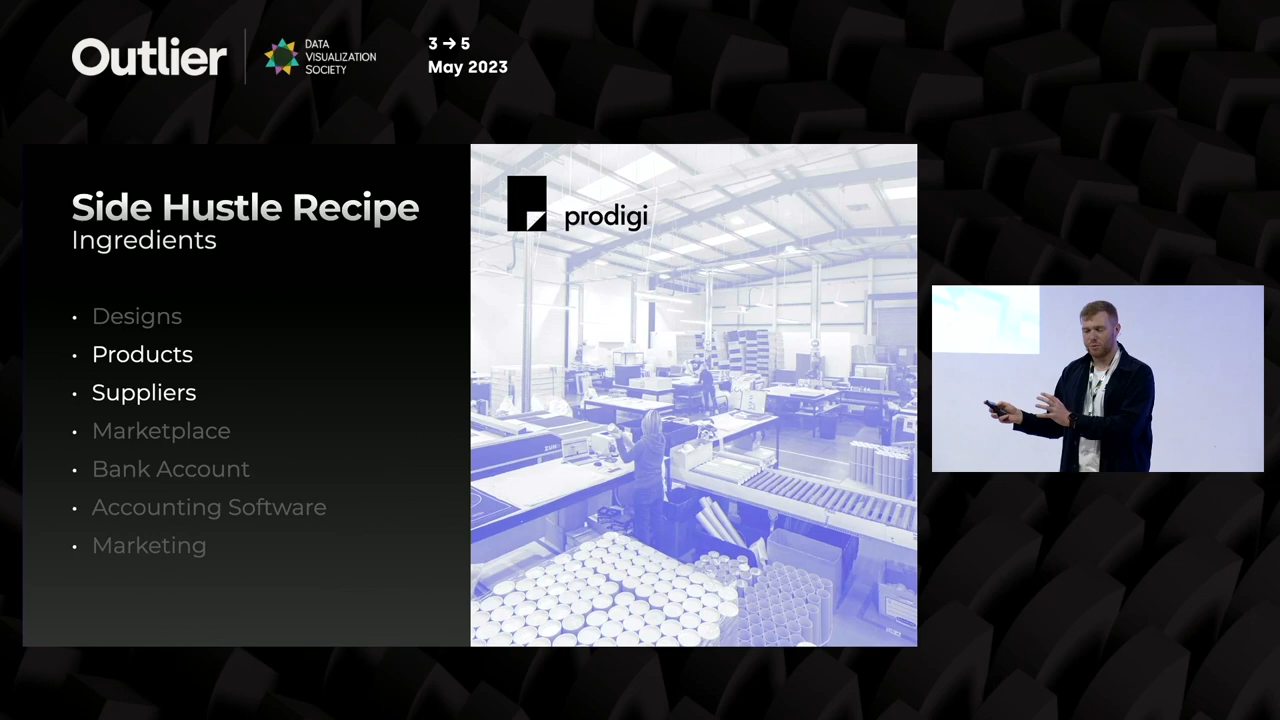 Outlier
DATA
VISUALIZATION
SOCIETY
3 → 5
May 2023
Side Hustle Recipe
Ingredients
• Designs
• Products
• Suppliers
• Marketplace
• Bank Account
• Accounting Software
• Marketing
prodigi